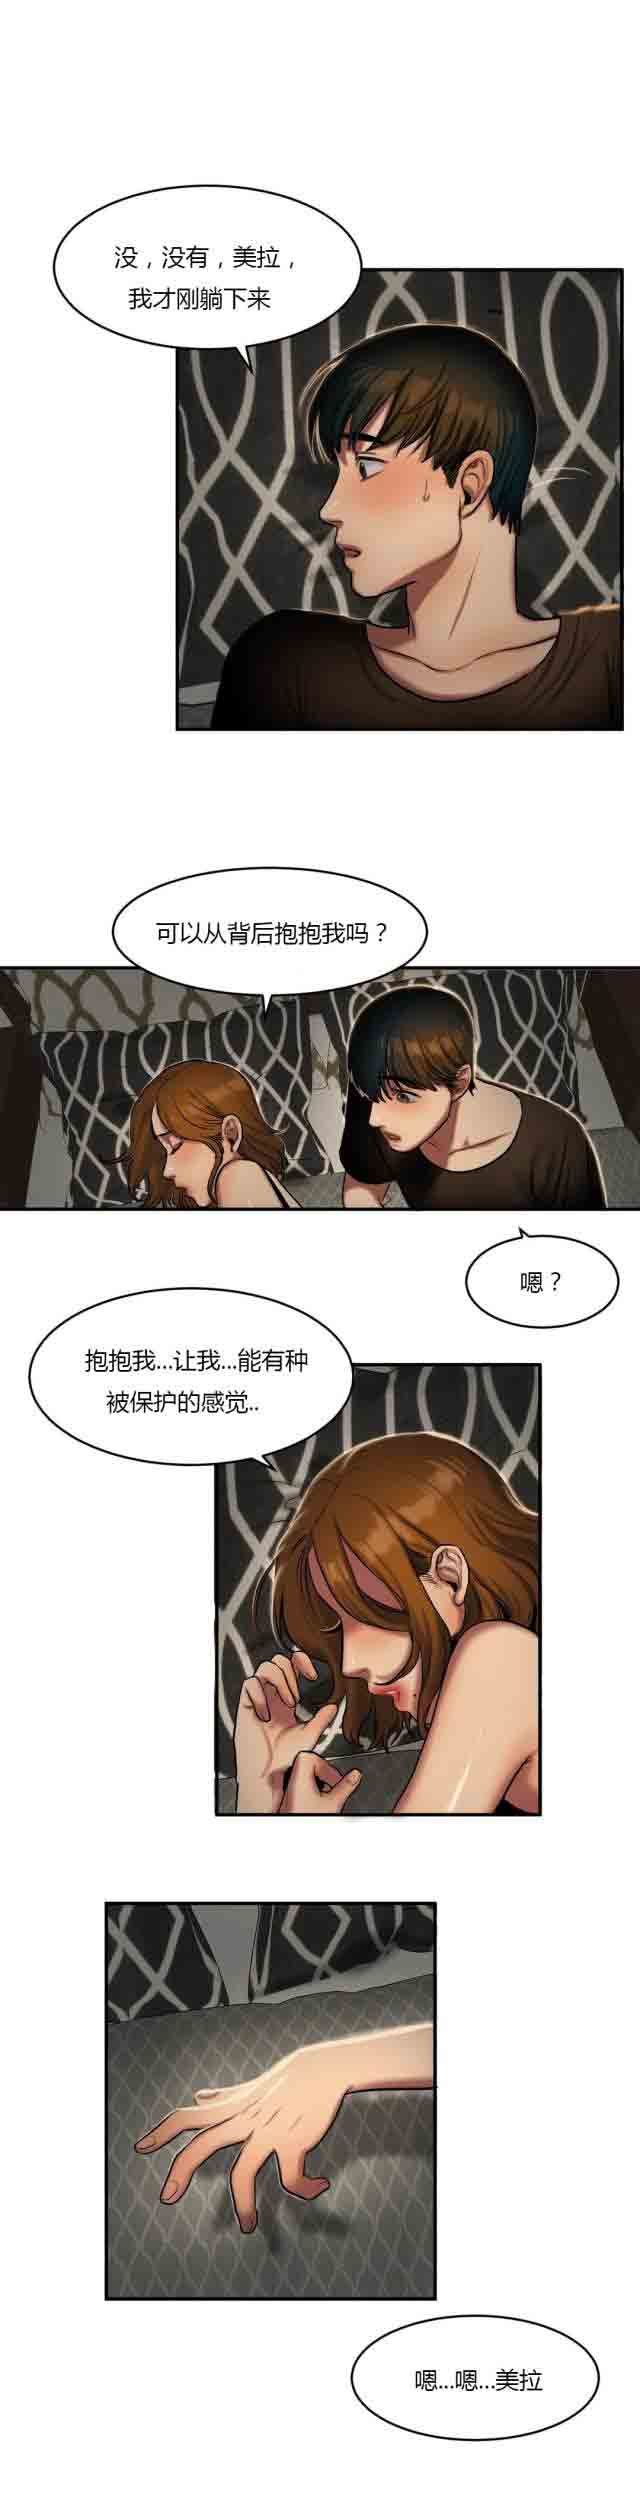 没，没有，美拉，
我才刚躺下来
可以从背后抱抱我吗？
嗯？
抱抱我...让我...能有种
被保护的感觉..
嗯...嗯...美拉